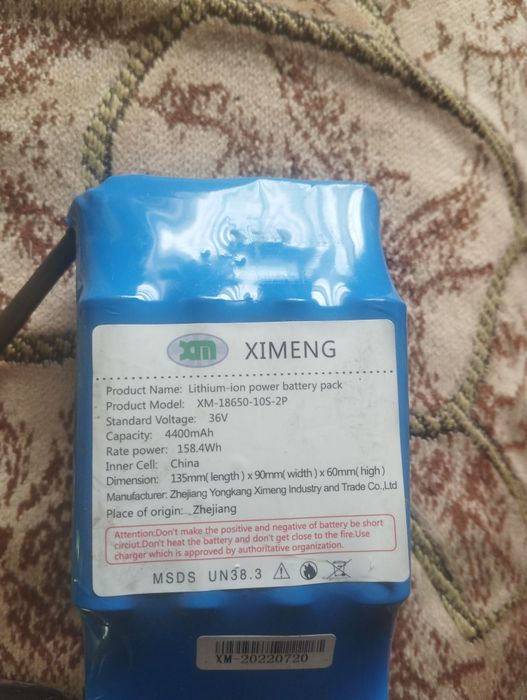 XM XIMENG
Product Name: Lithium-ion power battery pack
Product Model: XM-18650-10S-2P
Standard Voltage: 36V
Capacity: 4400mAh
Rate power: 158.4Wh
Inner Cell: China
Dimension: 135mm( length ) x 90mm( width ) x 60mm( high )
Manufacturer: Zhejiang Yongkang Ximeng Industry and Trade Co.,Ltd
Place of origin: Zhejiang
Attention:Don't make the positive and negative of battery be short
circiut.Don't heat the battery and don't get close to the fire.Use
charger which is approved by authoritative organization.
MSDS UN38.3
XM-20220720